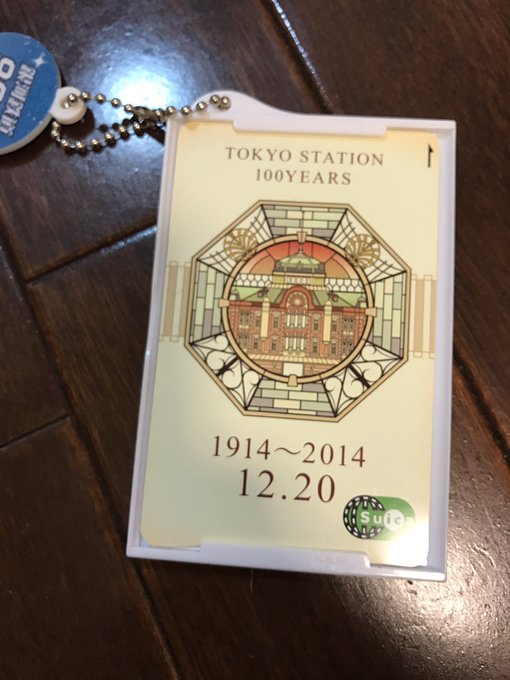 TOKYO STATION
100YEARS
1914～2014
12.20
Suica